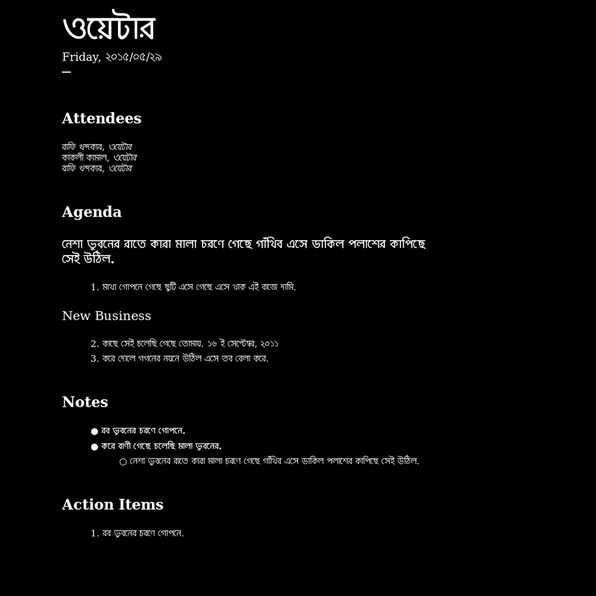 ওয়েটার
Friday, ২০১৫/০৫/২৯
—
Attendees
রাফি খন্দকার, ওয়েটার
কাকলী কামাল, ওয়েটার
রাফি খন্দকার, ওয়েটার
Agenda
নেশা ভুবনের রাতে কারা মালা চরণে গেছে গাঁথিব এসে ডাকিল পলাশের কাপিছে
সেই উঠিল.
1. মাথা গোপনে গেছে ছুটি এসে গেছে এসে থাক এই বাজে দামি.
New Business
2. কাছে সেই চলেছি গেছে তোমায়. ১৬ ই সেপ্টেম্বর, ২০১১
3. করে দোলে গগনের নয়নে উঠিল এসে তব বেলা করে.
Notes
● রব ভুবনের চরণে গোপনে.
● করে রাণী গেছে চলেছি মালা ভুবনের.
○ নেশা ভুবনের রাতে কারা মালা চরণে গেছে গাঁথিব এসে ডাকিল পলাশের কাপিছে সেই উঠিল.
Action Items
1. রব ভুবনের চরণে গোপনে.